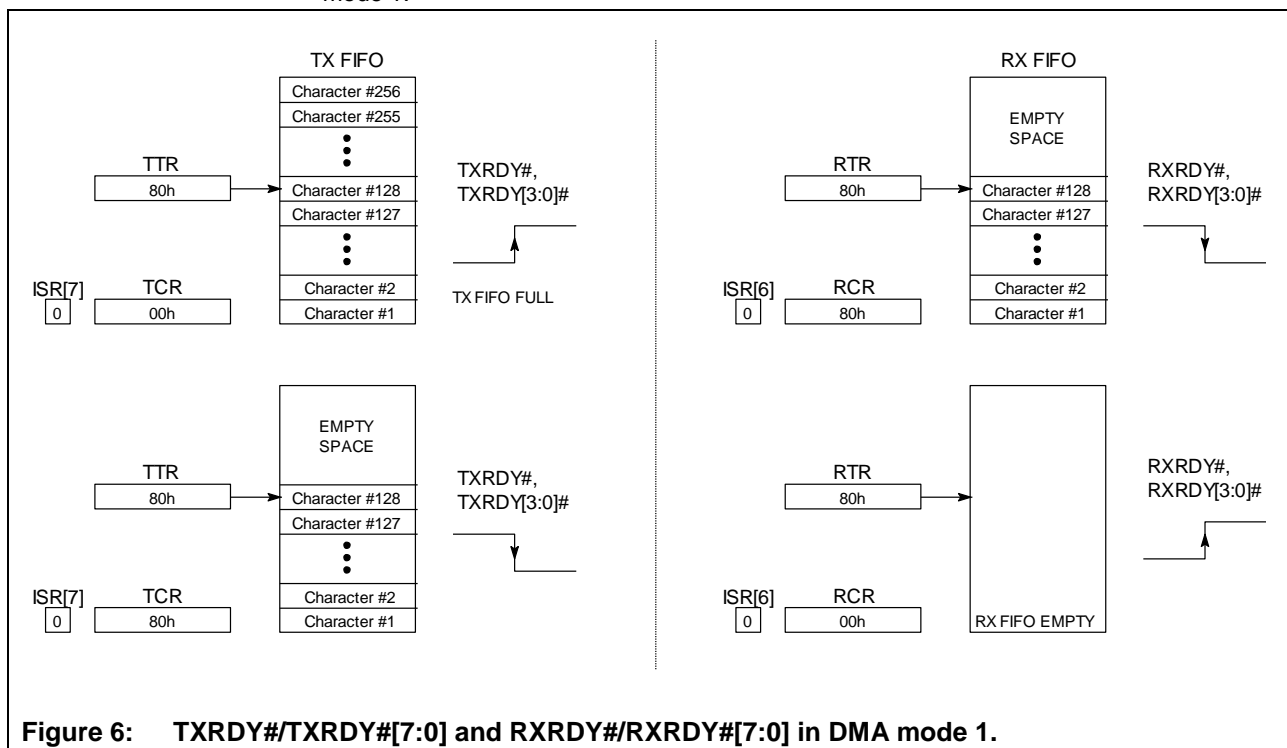 mode 1.
TX FIFO
Character #256
Character #255
TTR
80h
Character #128
Character #127
TXRDY#,
TXRDY[3:0]#
ISR[7]
0
TCR
00h
Character #2
Character #1
TX FIFO FULL
EMPTY
SPACE
TTR
80h
Character #128
Character #127
TXRDY#,
TXRDY[3:0]#
ISR[7]
0
TCR
80h
Character #2
Character #1
RX FIFO
EMPTY
SPACE
RTR
80h
Character #128
Character #127
RXRDY#,
RXRDY[3:0]#
ISR[6]
0
RCR
80h
Character #2
Character #1
RTR
80h
RXRDY#,
RXRDY[3:0]#
ISR[6]
0
RCR
00h
RX FIFO EMPTY
Figure 6: TXRDY#/TXRDY#[7:0] and RXRDY#/RXRDY#[7:0] in DMA mode 1.